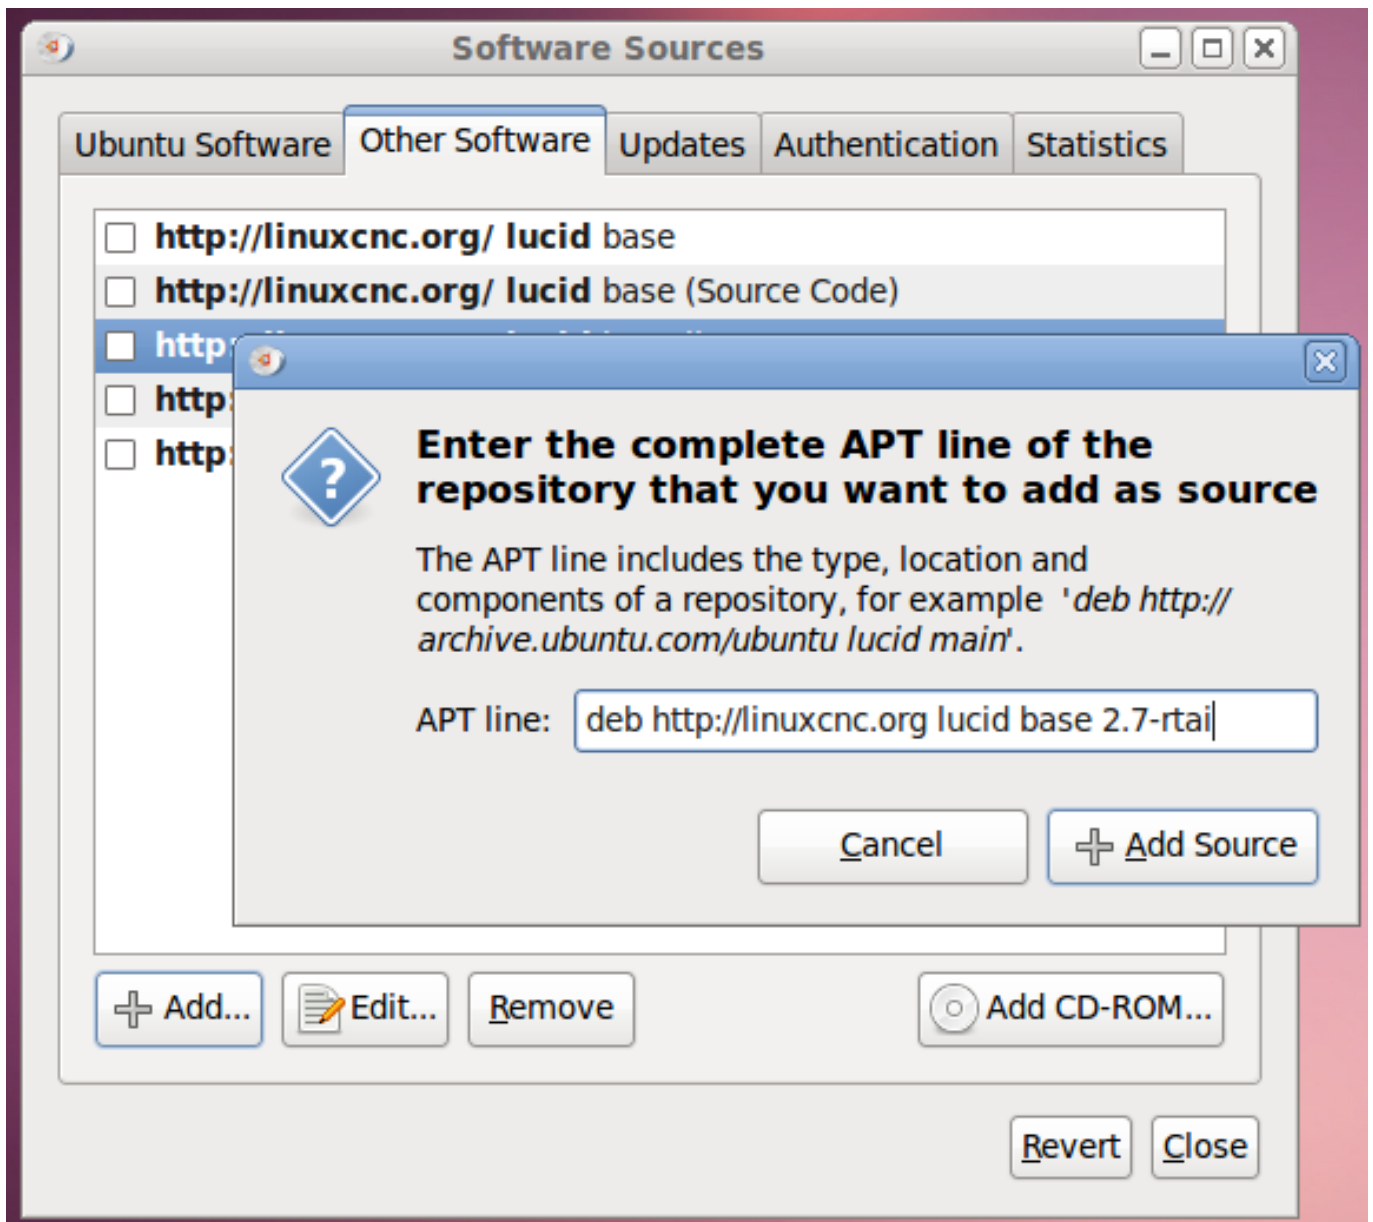 Software Sources
Ubuntu Software Other Software Updates Authentication Statistics
http://linuxcnc.org/ lucid base
http://linuxcnc.org/ lucid base (Source Code)
http:
http:
http:
?
Enter the complete APT line of the
repository that you want to add as source
The APT line includes the type, location and
components of a repository, for example 'deb http://
archive.ubuntu.com/ubuntu lucid main'.
APT line: deb http://linuxcnc.org lucid base 2.7-rtai
Cancel Add Source
Add... Edit... Remove Add CD-ROM...
Revert Close